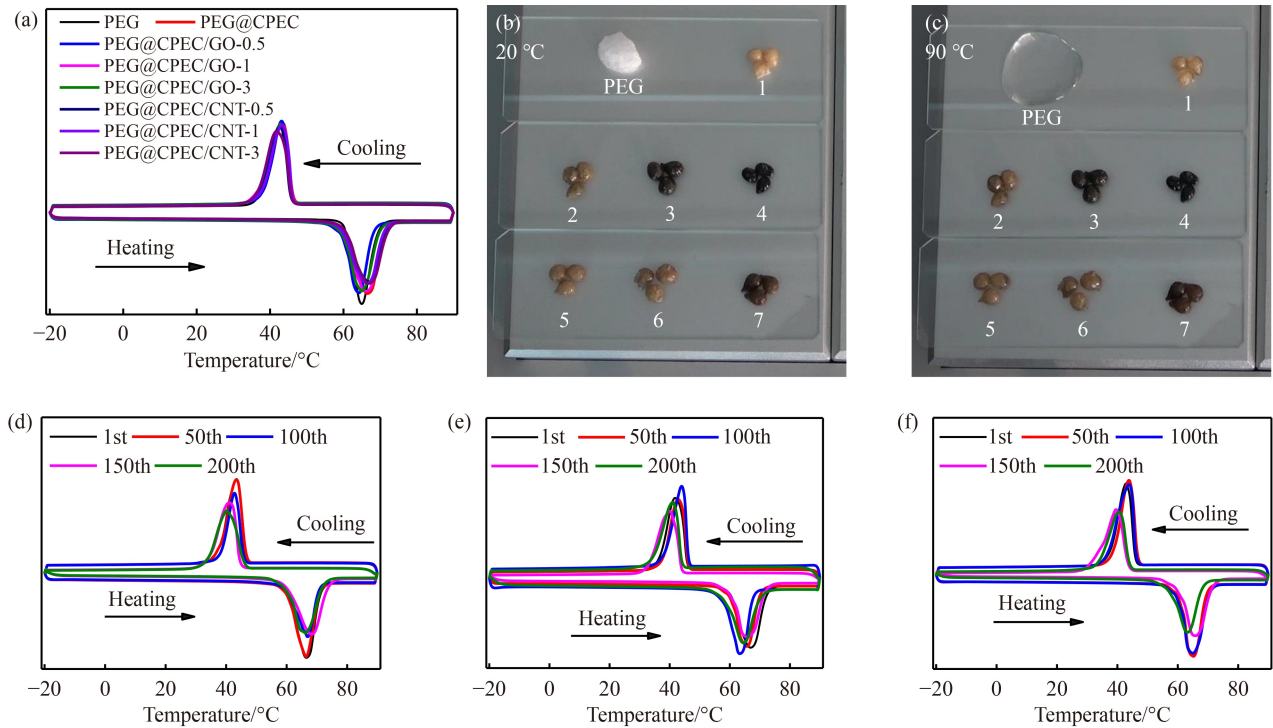 (a)
PEG PEG@CPEC
PEG@CPEC/GO-0.5
PEG@CPEC/GO-1
PEG@CPEC/GO-3
PEG@CPEC/CNT-0.5
PEG@CPEC/CNT-1
PEG@CPEC/CNT-3
Cooling
Heating
−20 0 20 40 60 80
Temperature/°C
(b)
20 °C
PEG
1
2 3 4
5 6 7
(c)
90 °C
PEG
1
2 3 4
5 6 7
(d)
1st 50th 100th
150th 200th
Cooling
Heating
−20 0 20 40 60 80
Temperature/°C
(e)
1st 50th 100th
150th 200th
Cooling
Heating
−20 0 20 40 60 80
Temperature/°C
(f)
1st 50th 100th
150th 200th
Cooling
Heating
−20 0 20 40 60 80
Temperature/°C